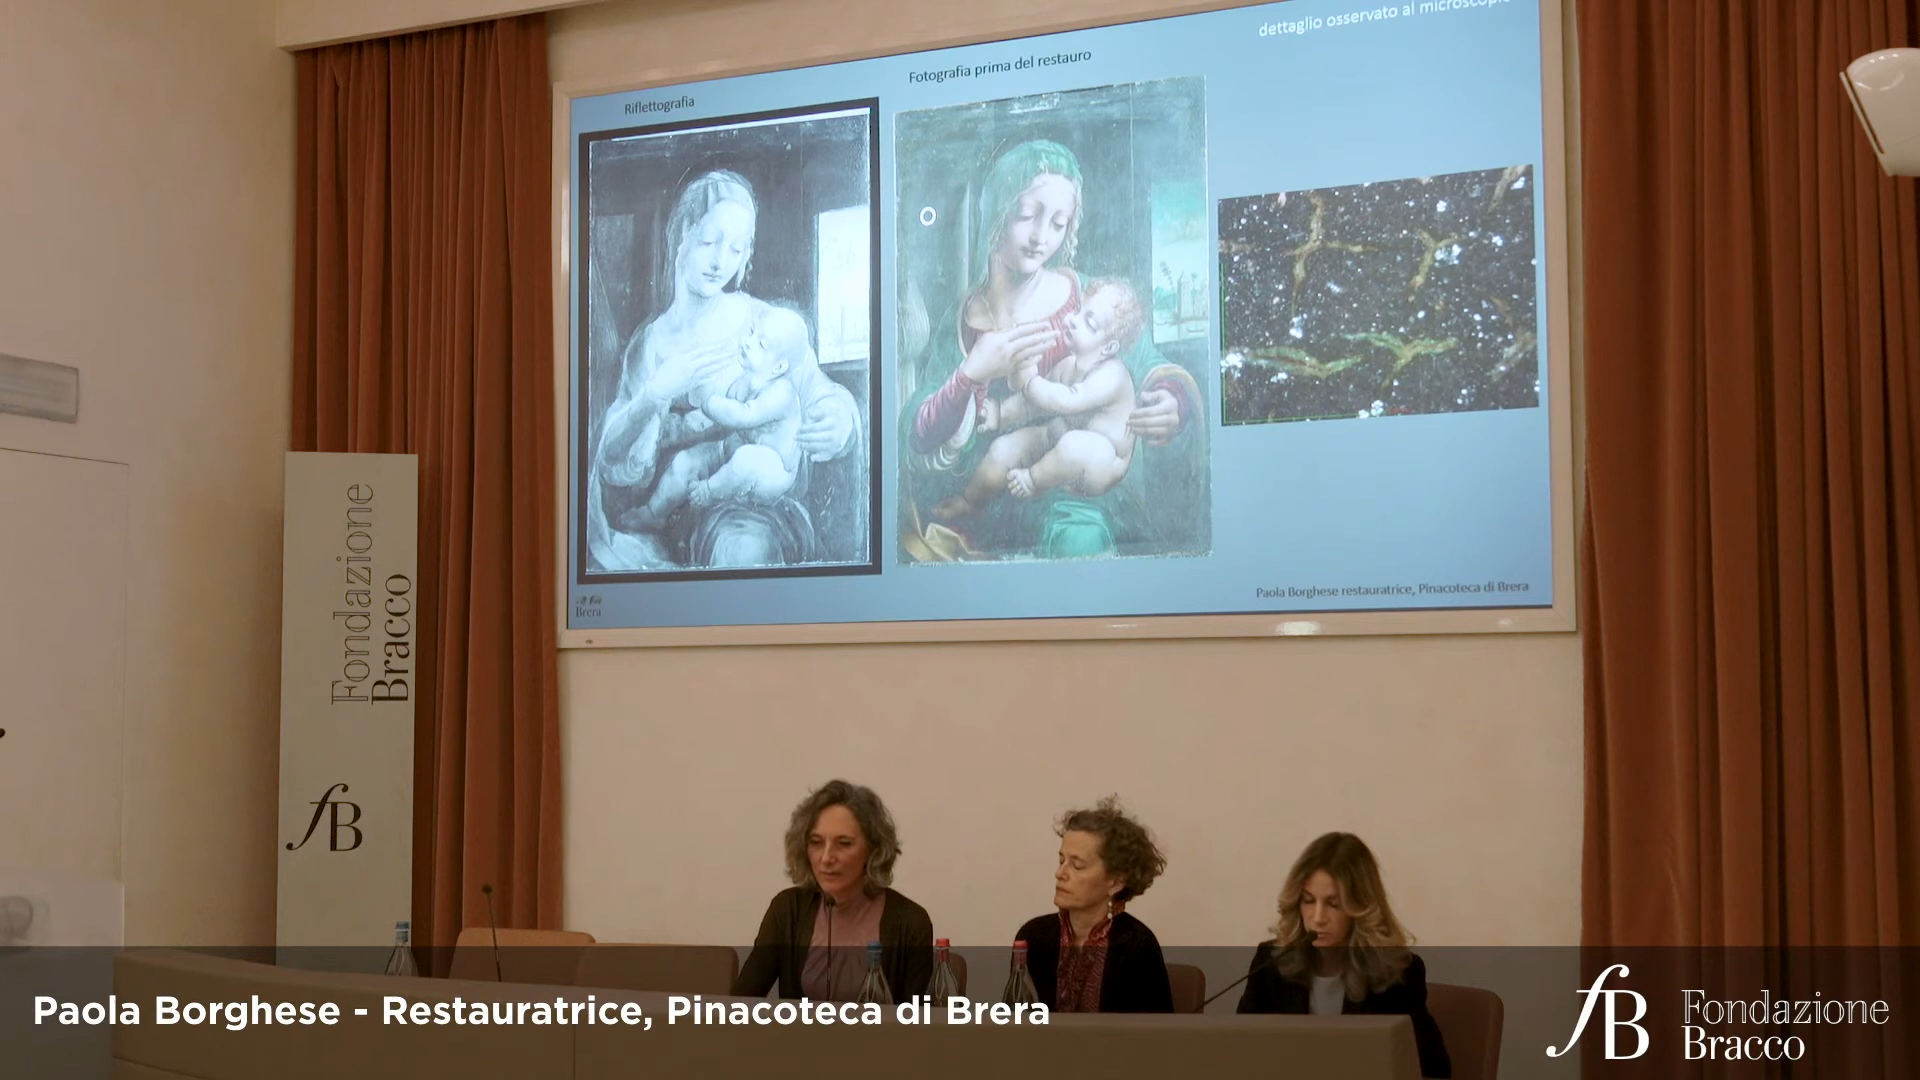 dettaglio osservato al microscopio
Fotografia prima del restauro
Riflettografia
Brera
Paola Borghese restauratrice, Pinacoteca di Brera
Fondazione
Bracco
fB
Paola Borghese - Restauratrice, Pinacoteca di Brera
fB
Fondazione
Bracco